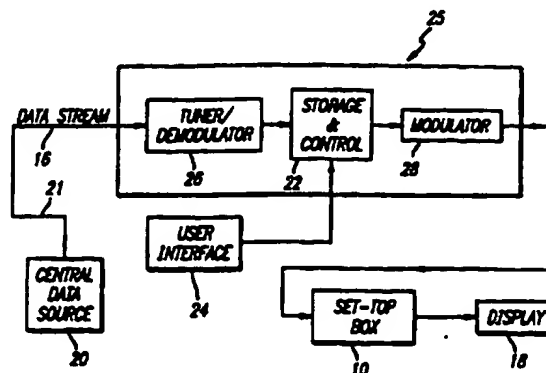 25
DATA STREAM
16
TUNER/
DEMODULATOR
26
STORAGE
&
CONTROL
22
MODULATOR
28
21
USER
INTERFACE
24
CENTRAL
DATA
SOURCE
20
SET-TOP
BOX
10
DISPLAY
18